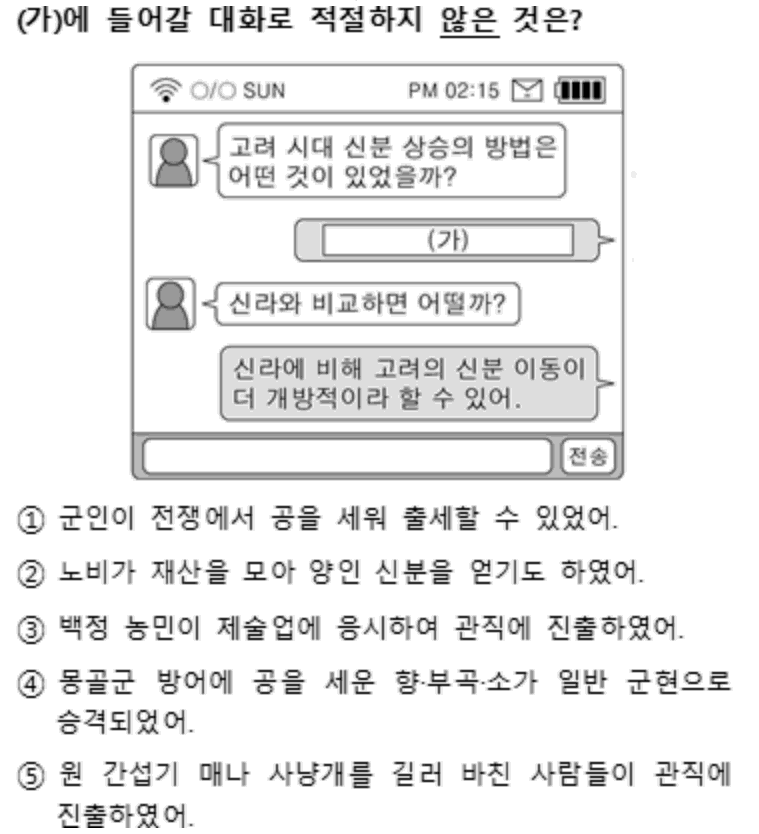 (가)에 들어갈 대화로 적절하지 않은 것은?
○/○ SUN PM 02:15
고려 시대 신분 상승의 방법은
어떤 것이 있었을까?
(가)
신라와 비교하면 어떨까?
신라에 비해 고려의 신분 이동이
더 개방적이라 할 수 있어.
전송
① 군인이 전쟁에서 공을 세워 출세할 수 있었어.
② 노비가 재산을 모아 양인 신분을 얻기도 하였어.
③ 백정 농민이 제술업에 응시하여 관직에 진출하였어.
④ 몽골군 방어에 공을 세운 향·부곡·소가 일반 군현으로
승격되었어.
⑤ 원 간섭기 매나 사냥개를 길러 바친 사람들이 관직에
진출하였어.